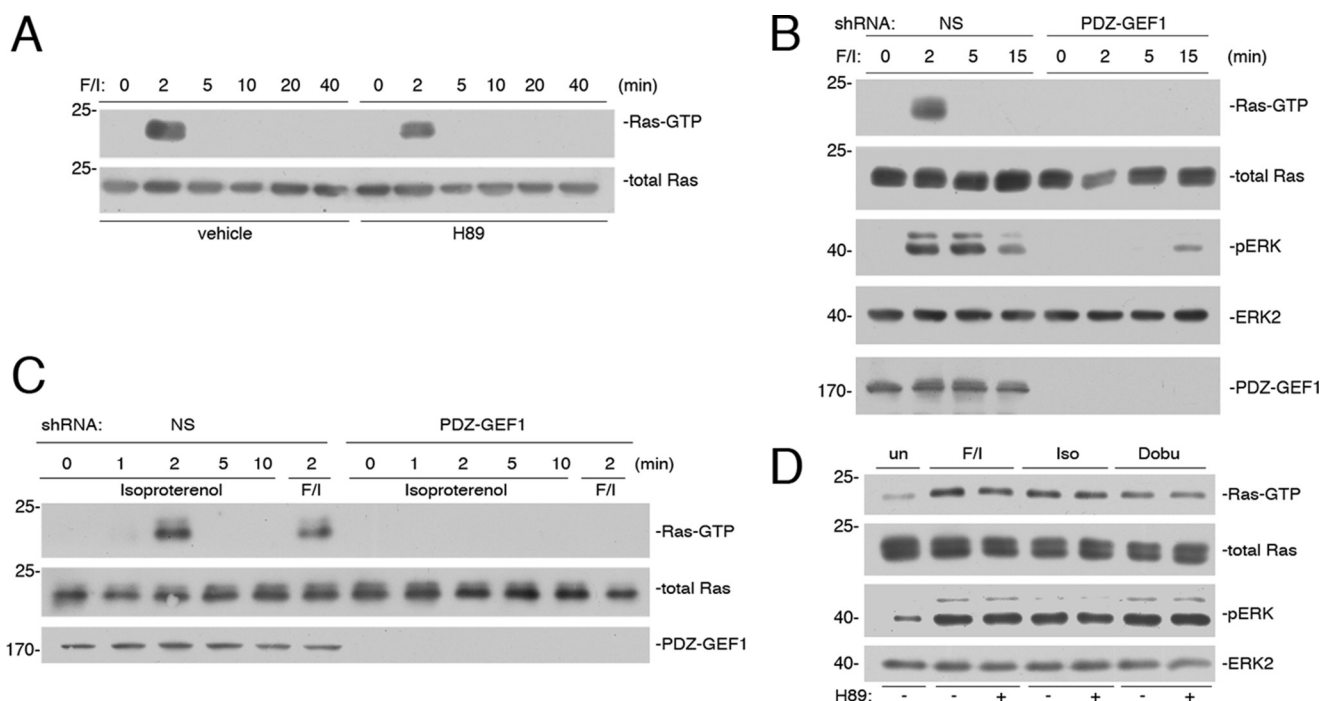 A
F/I: 0 2 5 10 20 40 0 2 5 10 20 40 (min)
25-
-Ras-GTP
25-
-total Ras
vehicle H89
B
shRNA: NS PDZ-GEF1
F/I: 0 2 5 15 0 2 5 15 (min)
25-
-Ras-GTP
25-
-total Ras
40- -pERK
40- -ERK2
170- -PDZ-GEF1
C
shRNA: NS PDZ-GEF1
0 1 2 5 10 2 0 1 2 5 10 2 (min)
Isoproterenol F/I Isoproterenol F/I
25-
-Ras-GTP
25-
-total Ras
170- -PDZ-GEF1
D
un F/I Iso Dobu
25-
-Ras-GTP
25-
-total Ras
40- -pERK
40- -ERK2
H89: - - + - + - +